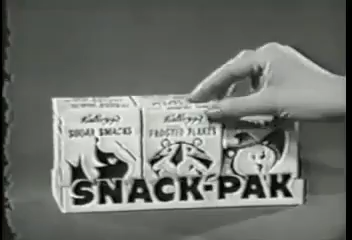 Kellogg's
SUGAR SMACKS
Kellogg's
FROSTED FLAKES
SNACK-PAK